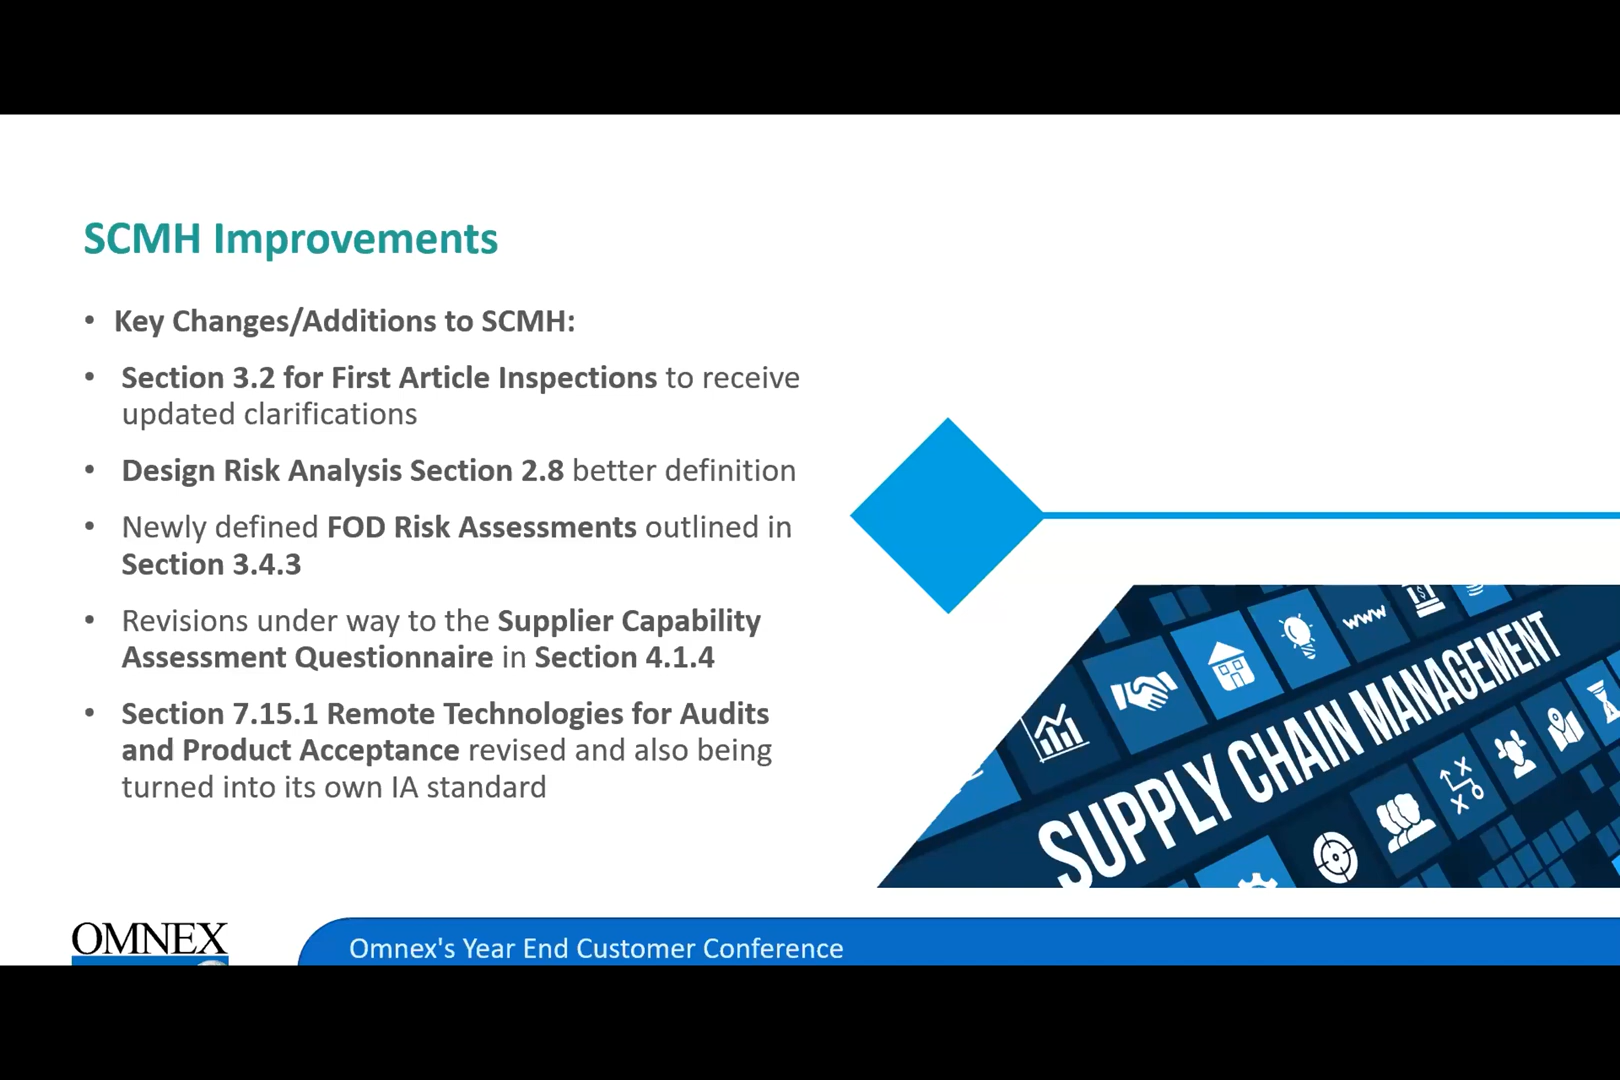 SCMH Improvements
• Key Changes/Additions to SCMH:
• Section 3.2 for First Article Inspections to receive
updated clarifications
• Design Risk Analysis Section 2.8 better definition
• Newly defined FOD Risk Assessments outlined in
Section 3.4.3
• Revisions under way to the Supplier Capability
Assessment Questionnaire in Section 4.1.4
• Section 7.15.1 Remote Technologies for Audits
and Product Acceptance revised and also being
turned into its own IA standard
www
SUPPLY CHAIN MANAGEMENT
OMNEX
Omnex's Year End Customer Conference